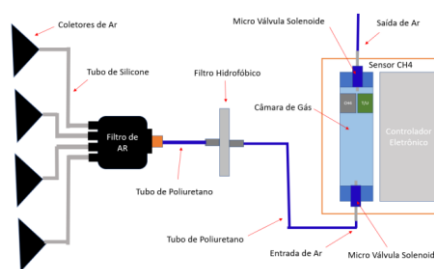 Coletores de Ar
Tubo de Silicone
Filtro Hidrofóbico
Micro Válvula Solenoide
Saída de Ar
Sensor CH4
Câmara de Gás
Controlador
Eletrônico
Filtro de
AR
Tubo de Poliuretano
Tubo de Poliuretano
Entrada de Ar
Micro Válvula Solenoid